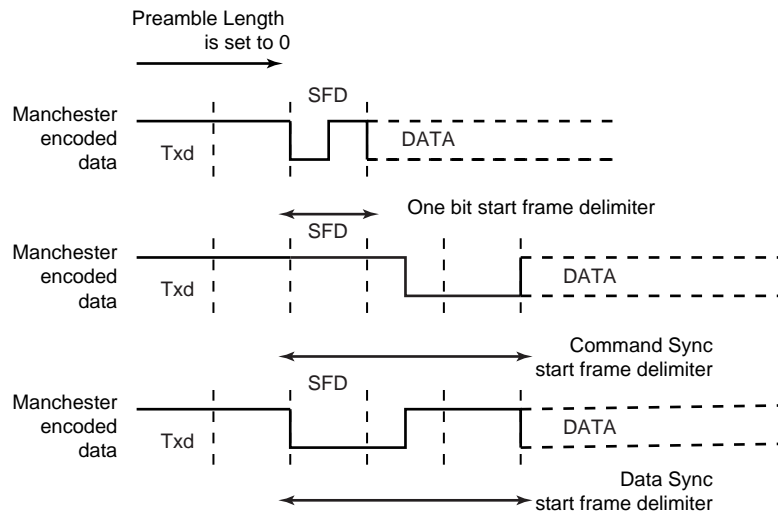 Preamble Length
is set to 0
SFD
Manchester
encoded
data
Txd
DATA
One bit start frame delimiter
SFD
Manchester
encoded
data
Txd
DATA
Command Sync
start frame delimiter
SFD
Manchester
encoded
data
Txd
DATA
Data Sync
start frame delimiter